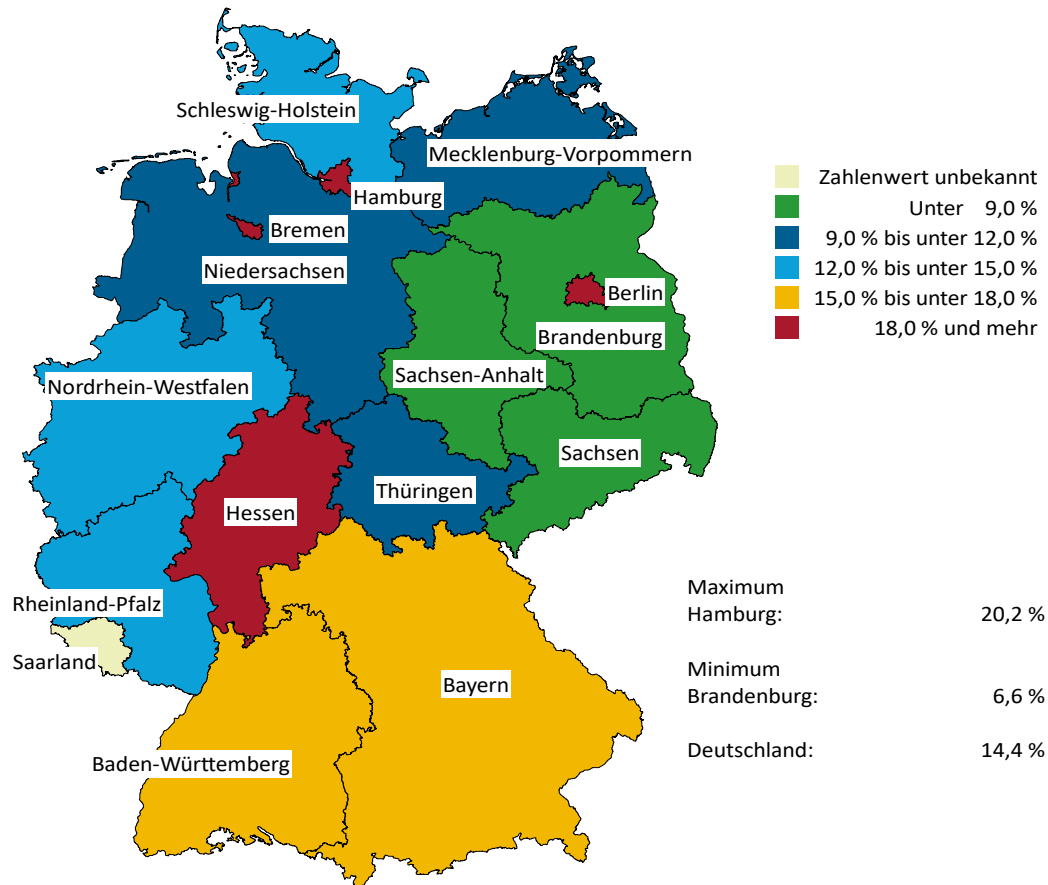 Schleswig-Holstein
Mecklenburg-Vorpommern
Hamburg
Bremen
Niedersachsen
Berlin
Brandenburg
Sachsen-Anhalt
Nordrhein-Westfalen
Sachsen
Thüringen
Hessen
Rheinland-Pfalz
Saarland
Bayern
Baden-Württemberg
Zahlenwert unbekannt
Unter 9,0 %
9,0 % bis unter 12,0 %
12,0 % bis unter 15,0 %
15,0 % bis unter 18,0 %
18,0 % und mehr
Maximum
Hamburg: 20,2 %
Minimum
Brandenburg: 6,6 %
Deutschland: 14,4 %